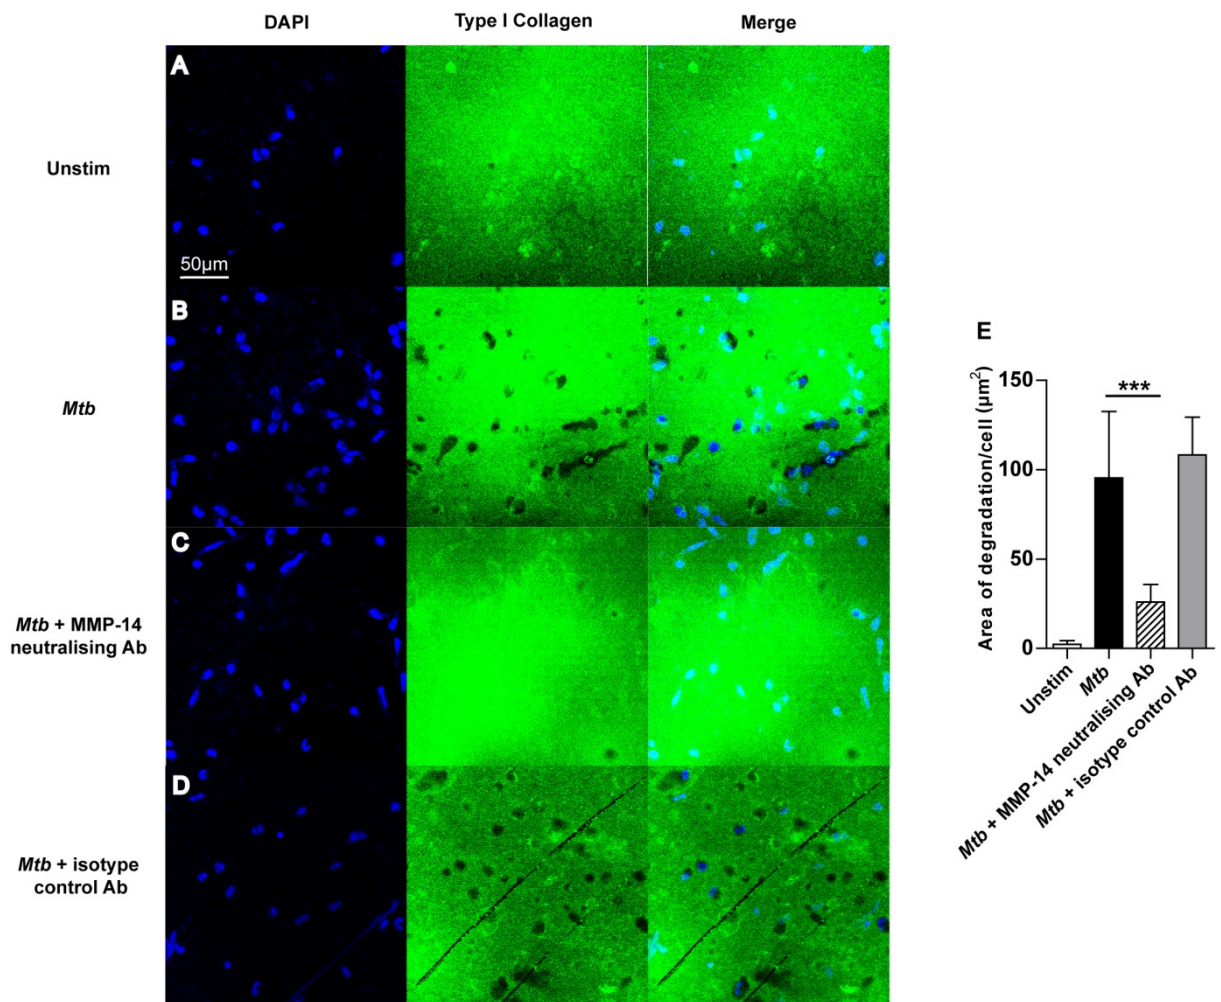 DAPI
Type I Collagen
Merge
A
Unstim
50µm
B
Mtb
C
Mtb + MMP-14
neutralising Ab
D
Mtb + isotype
control Ab
E
Area of degradation/cell (µm²)
150
100
50
0
***
Unstim
Mtb
Mtb + MMP-14 neutralising Ab
Mtb + isotype control Ab